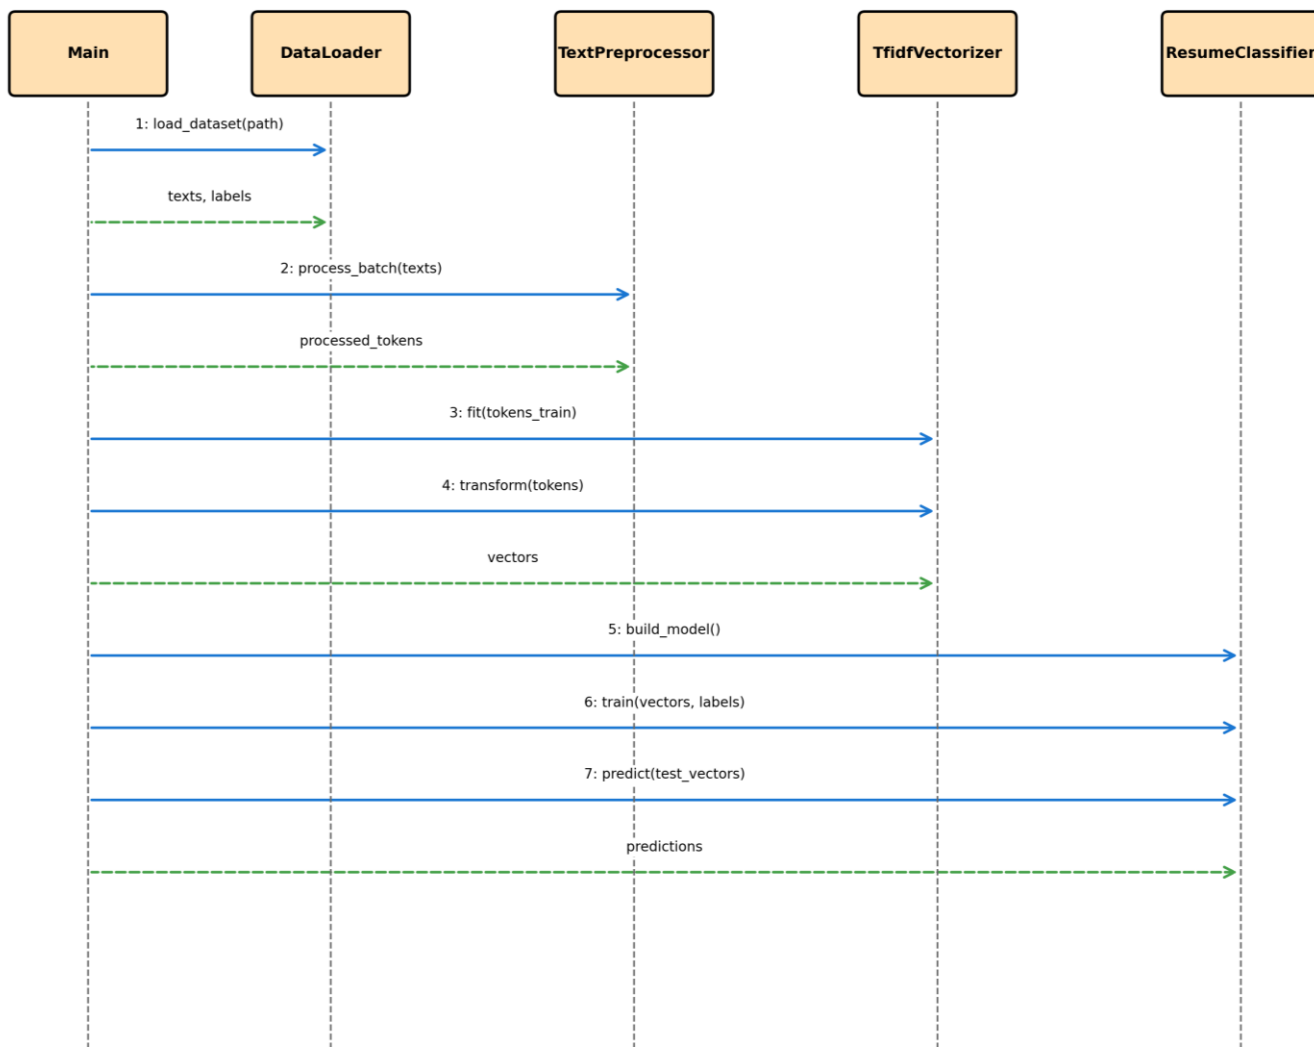 Main
DataLoader
TextPreprocessor
TfidfVectorizer
ResumeClassifier
1: load_dataset(path)
texts, labels
2: process_batch(texts)
processed_tokens
3: fit(tokens_train)
4: transform(tokens)
vectors
5: build_model()
6: train(vectors, labels)
7: predict(test_vectors)
predictions